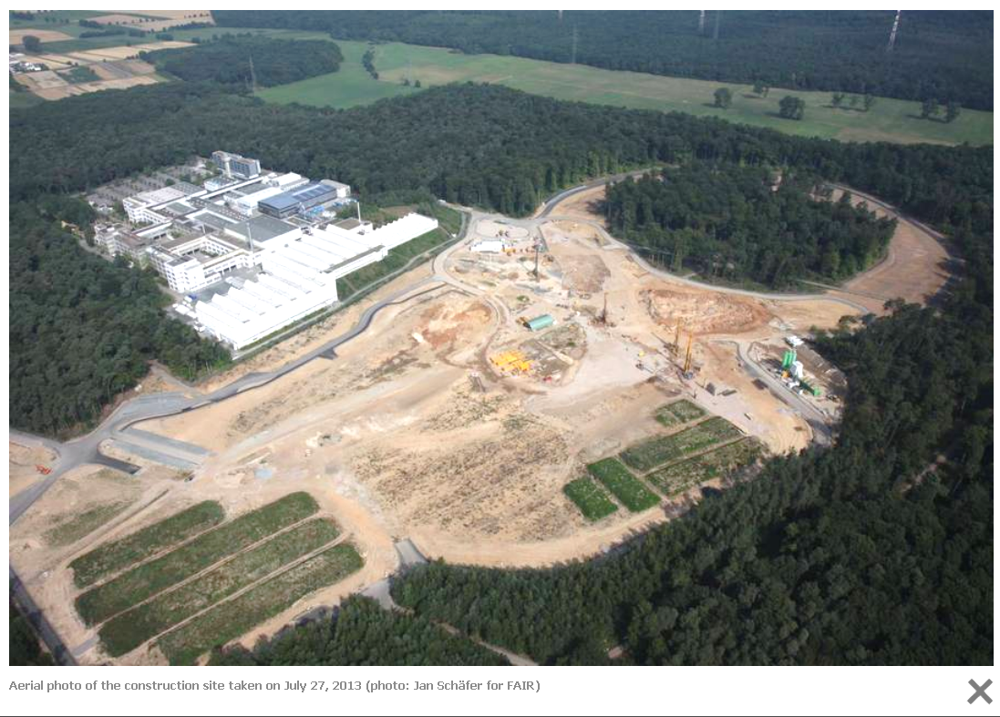 Aerial photo of the construction site taken on July 27, 2013 (photo: Jan Schäfer for FAIR)